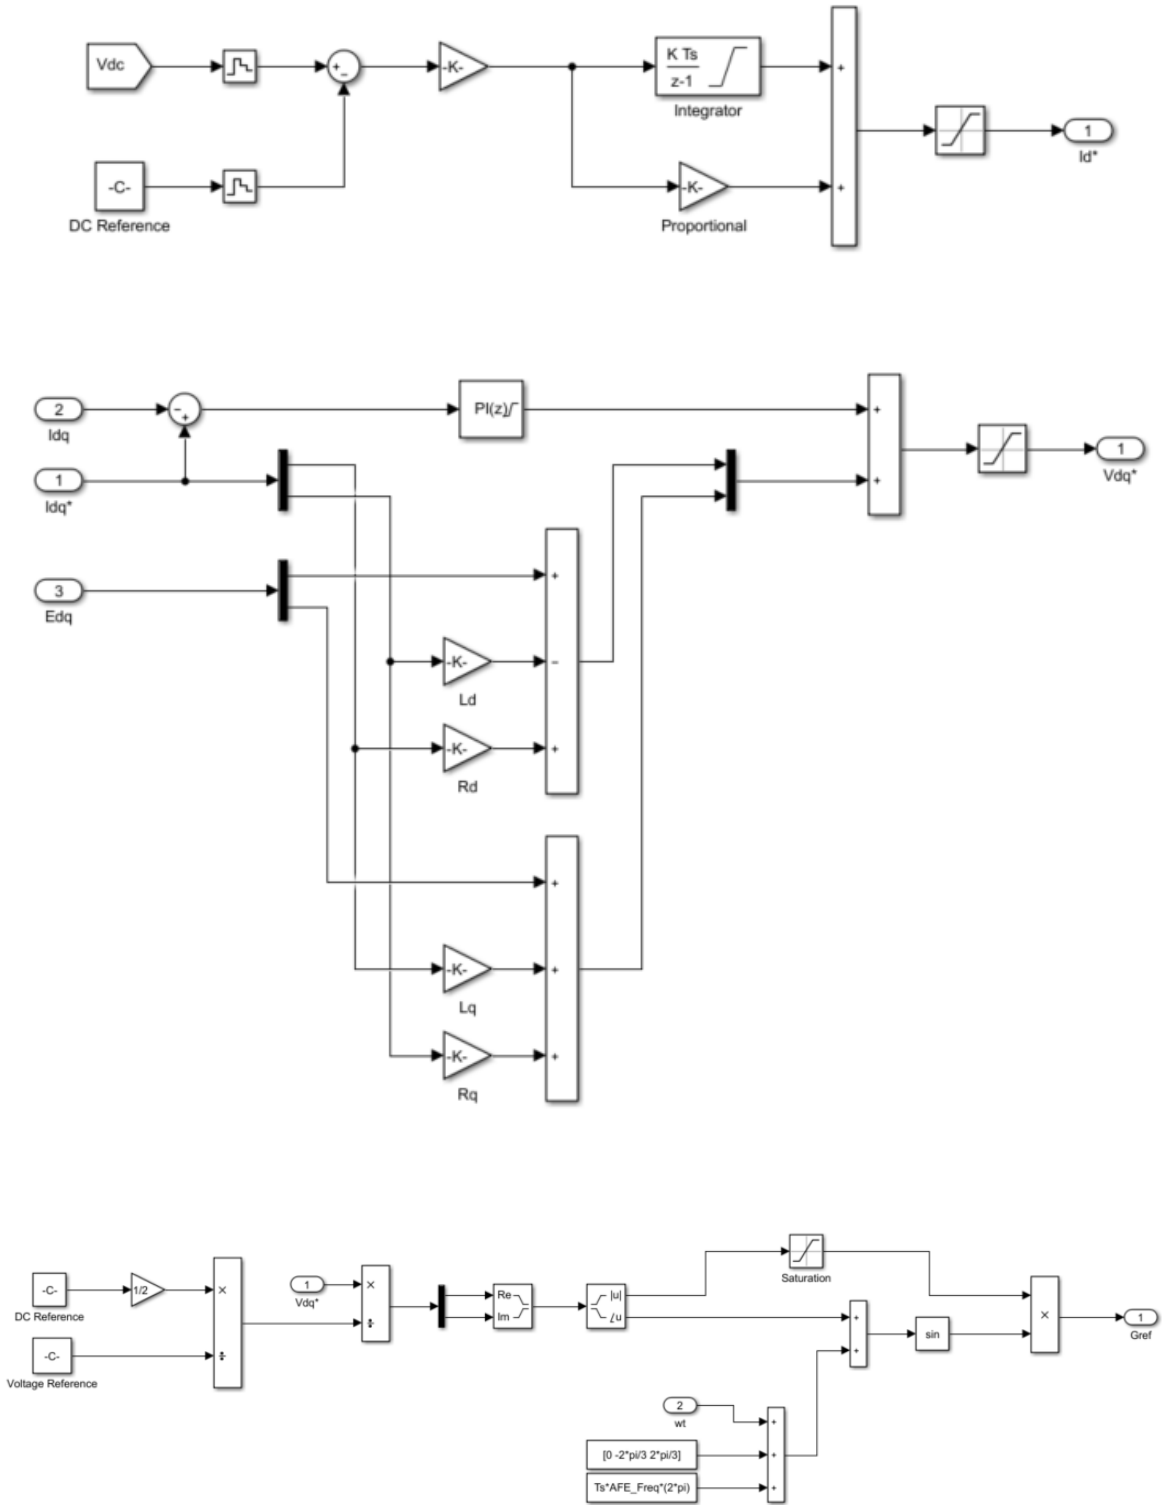 Vdc
+
-
-K-
K Ts
z-1
Integrator
+
+
1
Id*
-C-
DC Reference
-K-
Proportional
2
Idq
-
+
PI(z)
+
+
1
Vdq*
1
Idq*
3
Edq
+
-K-
-
Ld
-K-
+
Rd
+
-K-
+
Lq
-K-
+
Rq
-C-
DC Reference
1/2
×
÷
-C-
Voltage Reference
1
Vdq*
×
÷
Re
Im
|u|
∠u
Saturation
+
+
sin
×
1
Gref
2
wt
+
[0 -2*pi/3 2*pi/3]
+
Ts*AFE_Freq*(2*pi)
+